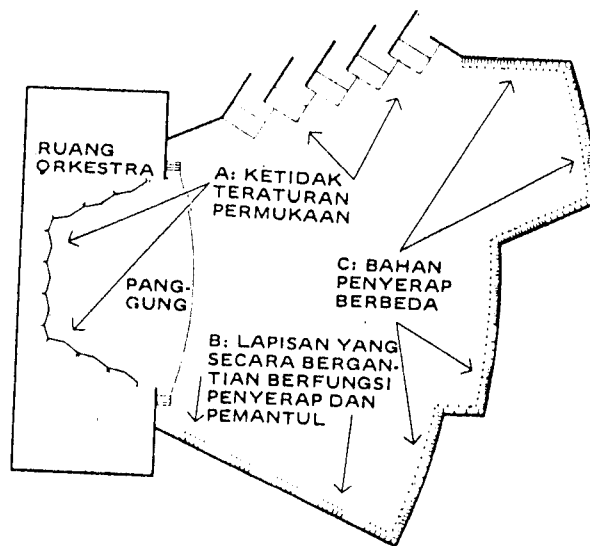 RUANG
ORKESTRA
A: KETIDAK
TERATURAN
PERMUKAAN
PANG-
GUNG
C: BAHAN
PENYERAP
BERBEDA
B: LAPISAN YANG
SECARA BERGAN-
TIAN BERFUNGSI
PENYERAP DAN
PEMANTUL